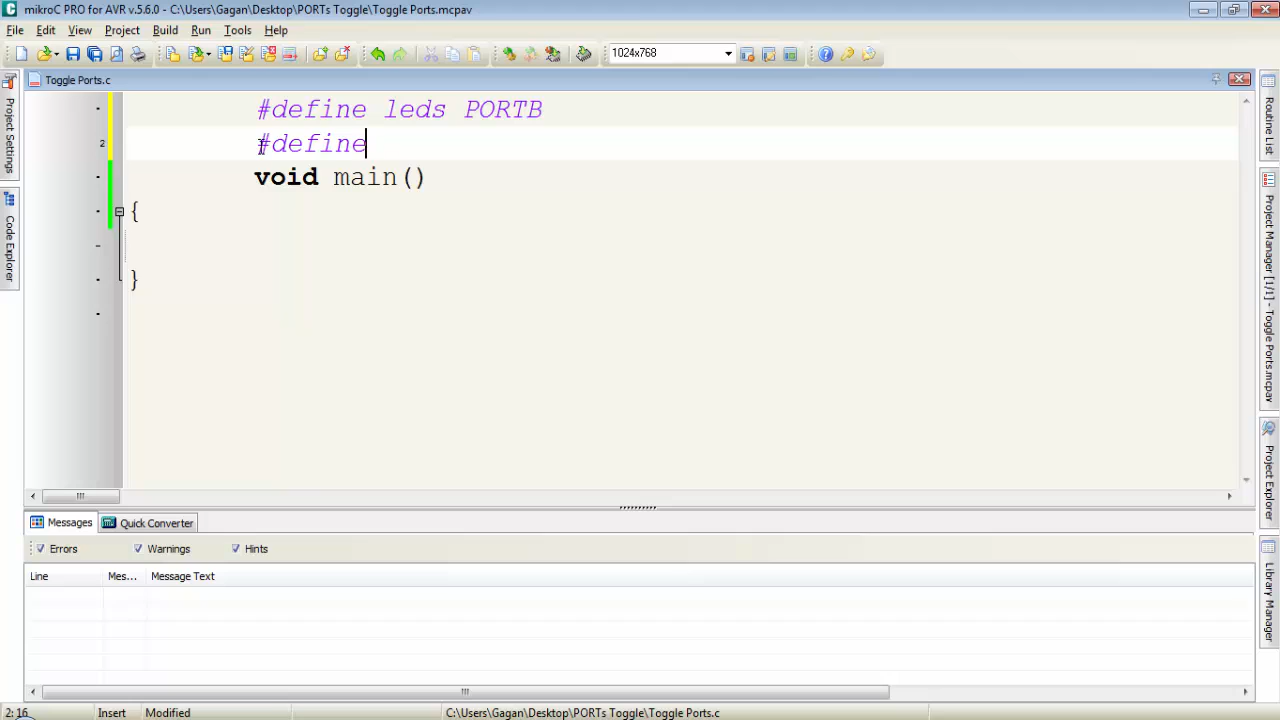 mikroC PRO for AVR v.5.6.0 - C:\Users\Gagan\Desktop\PORTs Toggle\Toggle Ports.mcpav
File Edit View Project Build Run Tools Help
1024x768
Toggle Ports.c
Project Settings
Code Explorer
#define leds PORTB
2 #define
void main()
{
}
Routine List
Project Manager [1/1] - Toggle Ports.mcpav
Project Explorer
Library Manager
Messages Quick Converter
Errors Warnings Hints
Line Mes... Message Text
2: 16 Insert Modified C:\Users\Gagan\Desktop\PORTs Toggle\Toggle Ports.c